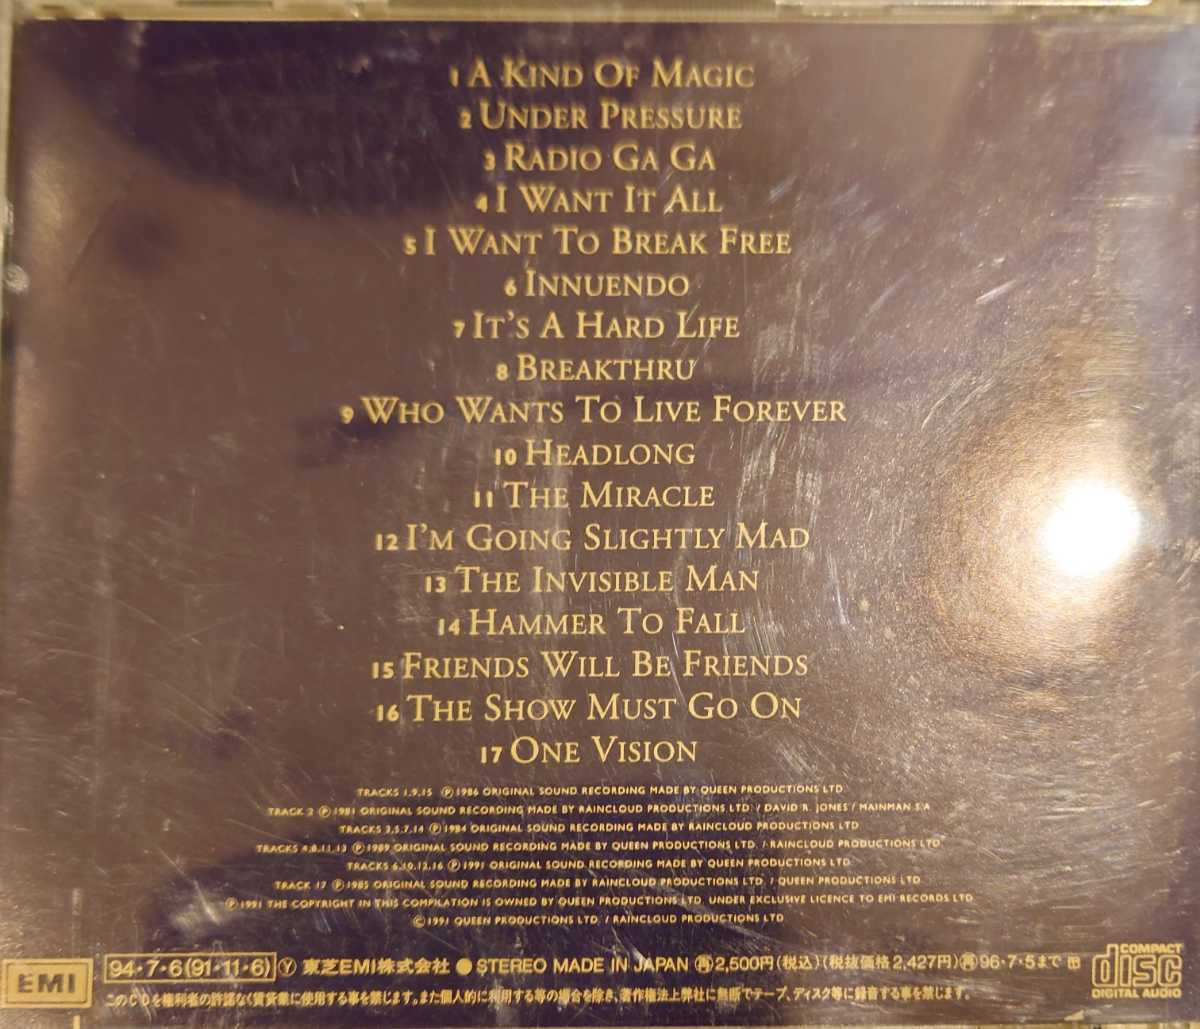 1 A KIND OF MAGIC
2 UNDER PRESSURE
3 RADIO GA GA
4 I WANT IT ALL
5 I WANT TO BREAK FREE
6 INNUENDO
7 IT'S A HARD LIFE
8 BREAKTHRU
9 WHO WANTS TO LIVE FOREVER
10 HEADLONG
11 THE MIRACLE
12 I'M GOING SLIGHTLY MAD
13 THE INVISIBLE MAN
14 HAMMER TO FALL
15 FRIENDS WILL BE FRIENDS
16 THE SHOW MUST GO ON
17 ONE VISION
TRACKS 1.9.15 Ⓟ 1986 ORIGINAL SOUND RECORDING MADE BY QUEEN PRODUCTIONS LTD
TRACK 2 Ⓟ 1981 ORIGINAL SOUND RECORDING MADE BY RAINCLOUD PRODUCTIONS LTD. / DAVID R. JONES / MAINMAN S.A
TRACKS 3.5.7.14 Ⓟ 1984 ORIGINAL SOUND RECORDING MADE BY RAINCLOUD PRODUCTIONS LTD
TRACKS 4.8.11.13 Ⓟ 1989 ORIGINAL SOUND RECORDING MADE BY QUEEN PRODUCTIONS LTD. / RAINCLOUD PRODUCTIONS LTD
TRACKS 6.10.12.16 Ⓟ 1991 ORIGINAL SOUND RECORDING MADE BY QUEEN PRODUCTIONS LTD
TRACK 17 Ⓟ 1985 ORIGINAL SOUND RECORDING MADE BY RAINCLOUD PRODUCTIONS LTD. / QUEEN PRODUCTIONS LTD.
Ⓟ 1991 THE COPYRIGHT IN THIS COMPILATION IS OWNED BY QUEEN PRODUCTIONS LTD. UNDER EXCLUSIVE LICENCE TO EMI RECORDS LTD
© 1991 QUEEN PRODUCTIONS LTD. / RAINCLOUD PRODUCTIONS LTD
EMI
94・7・6(91・11・6) Ⓨ 東芝EMI株式会社 ●STEREO MADE IN JAPAN 再2,500円(税込)(税抜価格2,427円)再96・7・5まで
このCDを権利者の許諾なく賃貸業に使用する事を禁じます。また個人的に利用する等の場合を除き、著作権法上弊社に無断でテープ、ディスク等に録音する事を禁じます。
COMPACT
disc
DIGITAL AUDIO